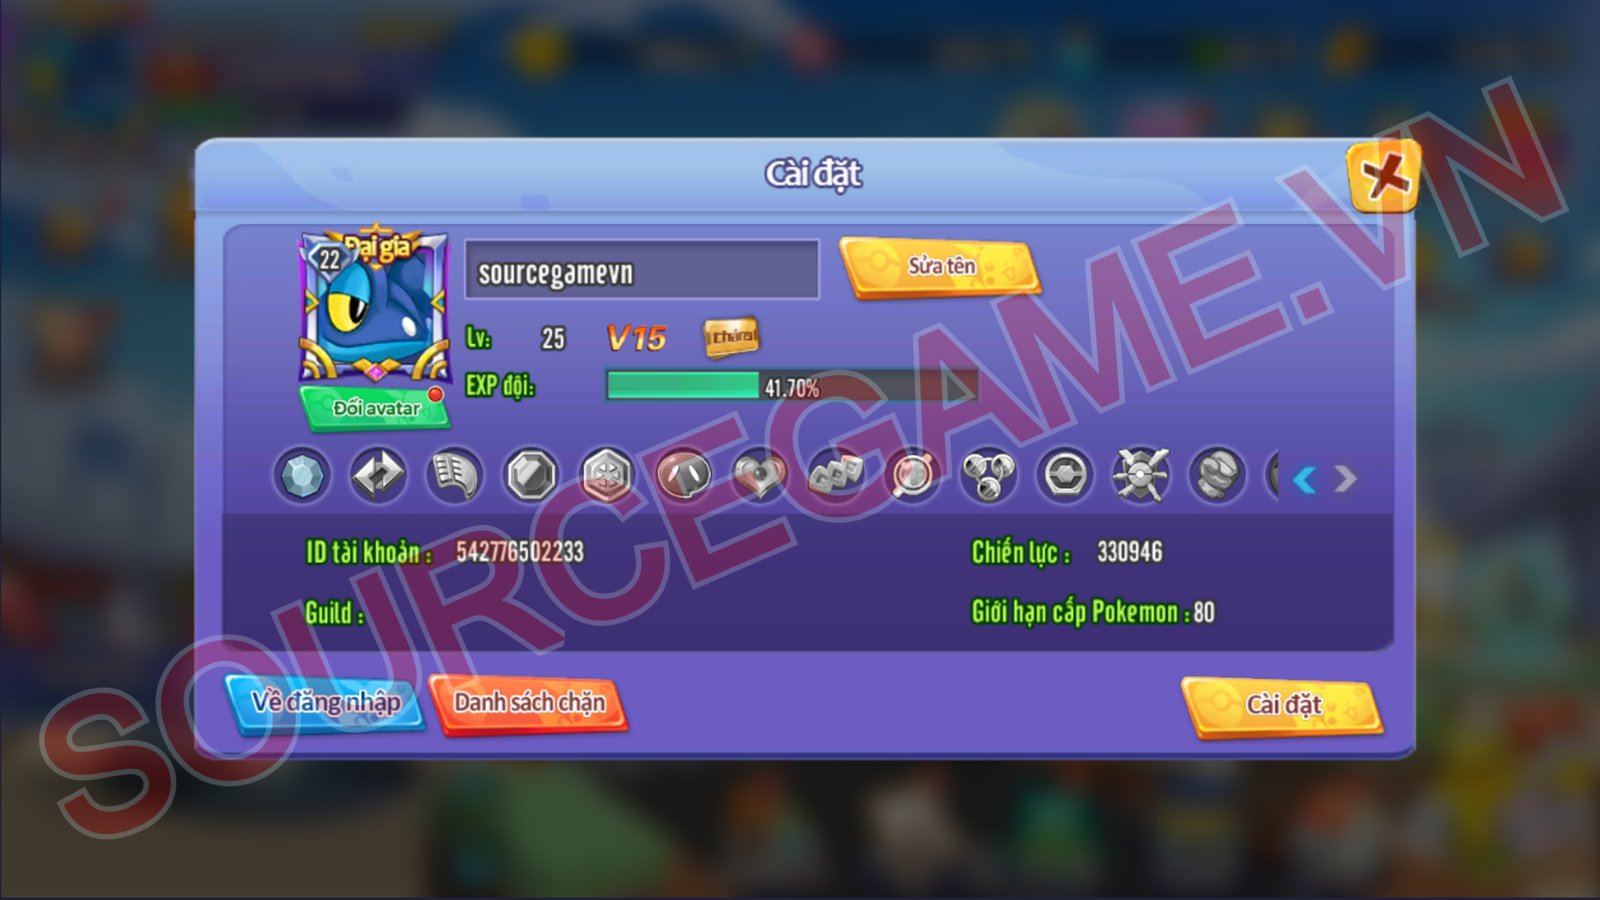 Cài đặt
Đại gia
22
sourcegamevn
Sửa tên
Lv: 25 V15
EXP đội: 41.70%
Đổi avatar
ID tài khoản : 542776502233
Chiến lực : 330946
Guild :
Giới hạn cấp Pokemon : 80
Về đăng nhập
Danh sách chặn
Cài đặt
SOURCEGAME.VN